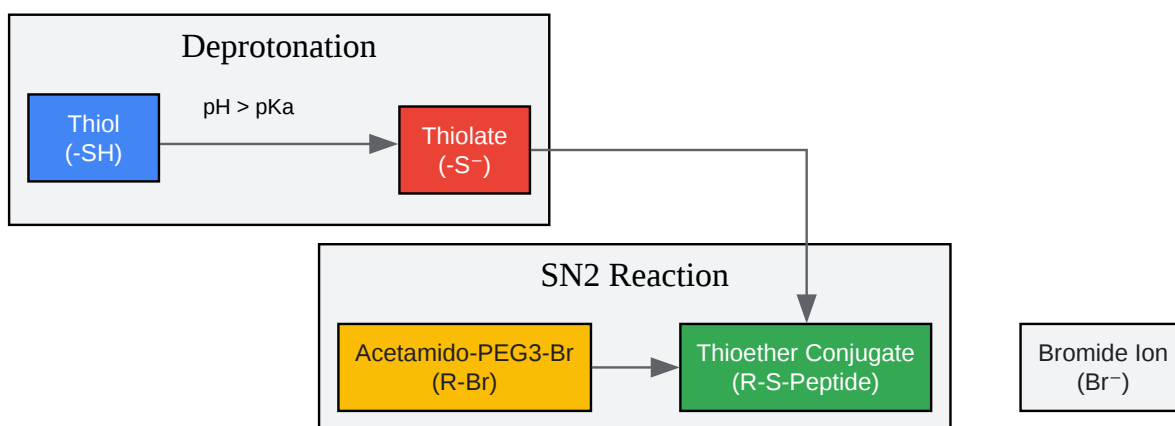 Deprotonation
Thiol
(-SH)
pH > pKa
Thiolate
(-S⁻)
SN2 Reaction
Acetamido-PEG3-Br
(R-Br)
Thioether Conjugate
(R-S-Peptide)
Bromide Ion
(Br⁻)